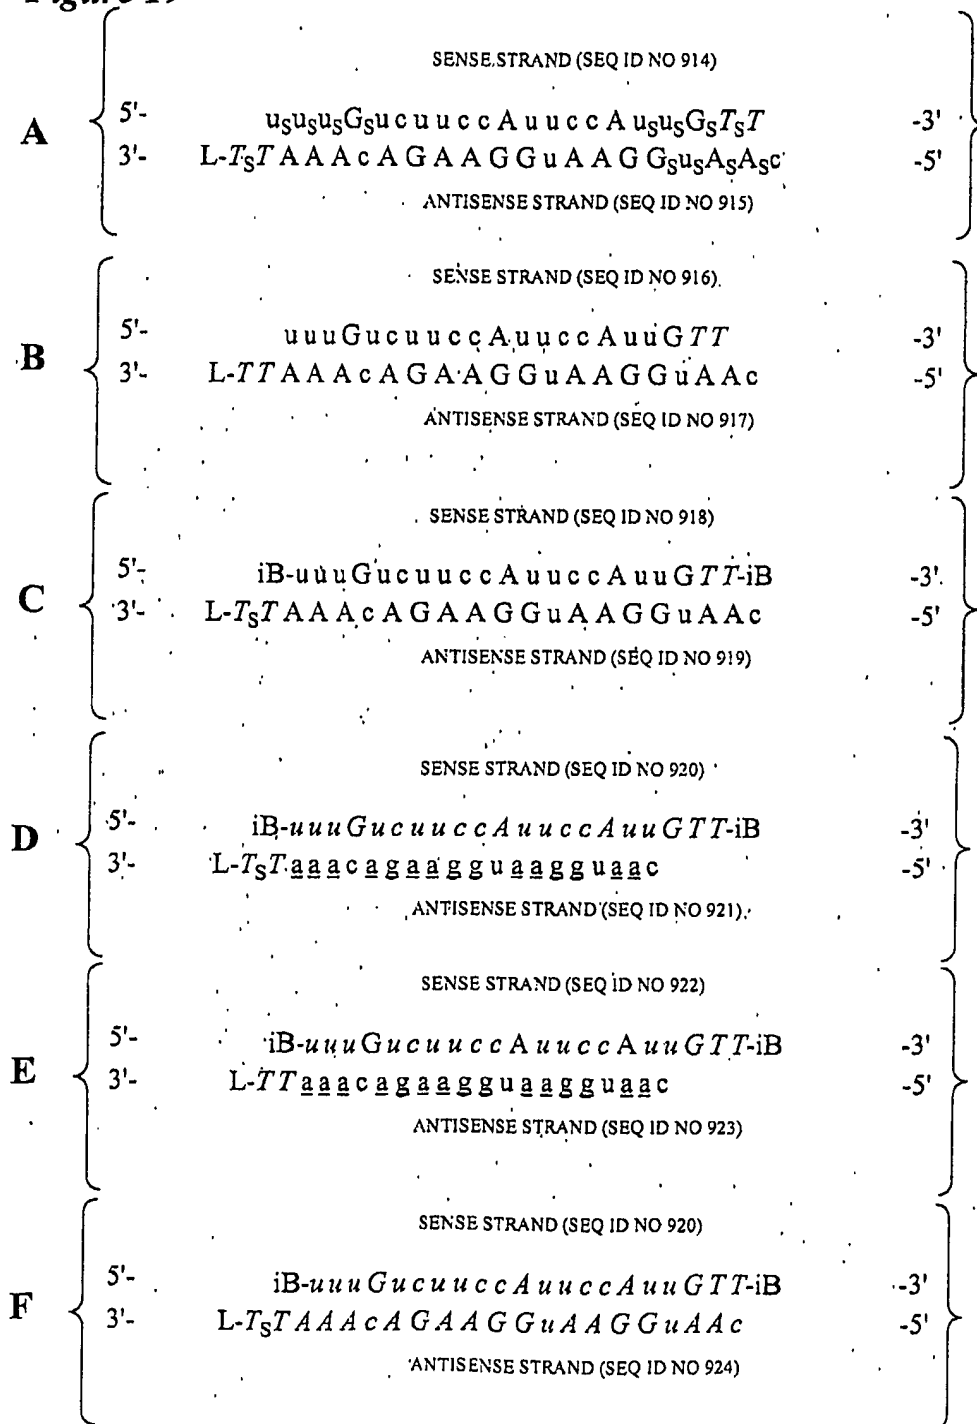 Figure 19
SENSE STRAND (SEQ ID NO 914)
A
5'- usususGsucuuccAuuccAususGsTsT -3'
3'- L-TsTAAAcAGAAGGuAAGGsusAsAsc -5'
ANTISENSE STRAND (SEQ ID NO 915)
SENSE STRAND (SEQ ID NO 916)
B
5'- uuuGucuuccAuuccAuuGTT -3'
3'- L-TTAAAcAGAAGGuAAGGuAAc -5'
ANTISENSE STRAND (SEQ ID NO 917)
SENSE STRAND (SEQ ID NO 918)
C
5'- iB-uuuGucuuccAuuccAuuGTT-iB -3'
3'- L-TsTAAAcAGAAGGuAAGGuAAc -5'
ANTISENSE STRAND (SEQ ID NO 919)
SENSE STRAND (SEQ ID NO 920)
D
5'- iB-uuuGucuuccAuuccAuuGTT-iB -3'
3'- L-TsTaaacagaagguaagguaac -5'
ANTISENSE STRAND (SEQ ID NO 921)
SENSE STRAND (SEQ ID NO 922)
E
5'- iB-uuuGucuuccAuuccAuuGTT-iB -3'
3'- L-TTaaacagaagguaagguaac -5'
ANTISENSE STRAND (SEQ ID NO 923)
SENSE STRAND (SEQ ID NO 920)
F
5'- iB-uuuGucuuccAuuccAuuGTT-iB -3'
3'- L-TsTAAAcAGAAGGuAAGGuAAc -5'
ANTISENSE STRAND (SEQ ID NO 924)